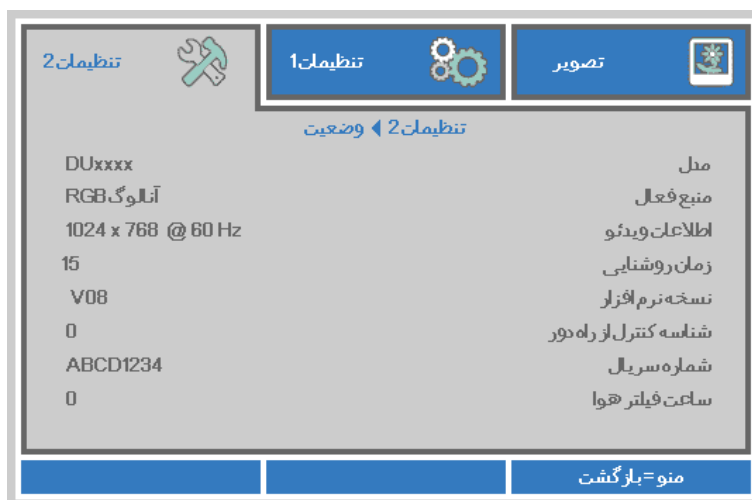 تصویر
تنظیمات1
تنظیمات2
تنظیمات2 وضعیت
مدل DUxxxx
منبع فعال آنالوگ RGB
اطلاعات ویدئو 1024 x 768 @ 60 Hz
زمان روشنایی 15
نسخه نرم افزار V08
شناسه کنترل از راه دور 0
شماره سریال ABCD1234
ساعت فیلتر هوا 0
منو=بازگشت